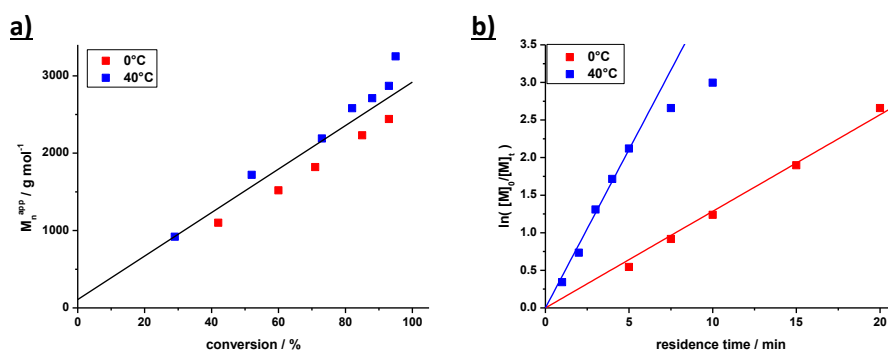 a)
0°C
40°C
3000
2000
1000
0
0 20 40 60 80 100
conversion / %
Mₙᵃᵖᵖ / g mol⁻¹
b)
0°C
40°C
3.5
3.0
2.5
2.0
1.5
1.0
0.5
0.0
0 5 10 15 20
residence time / min
ln( [M]₀/[M]ₜ )